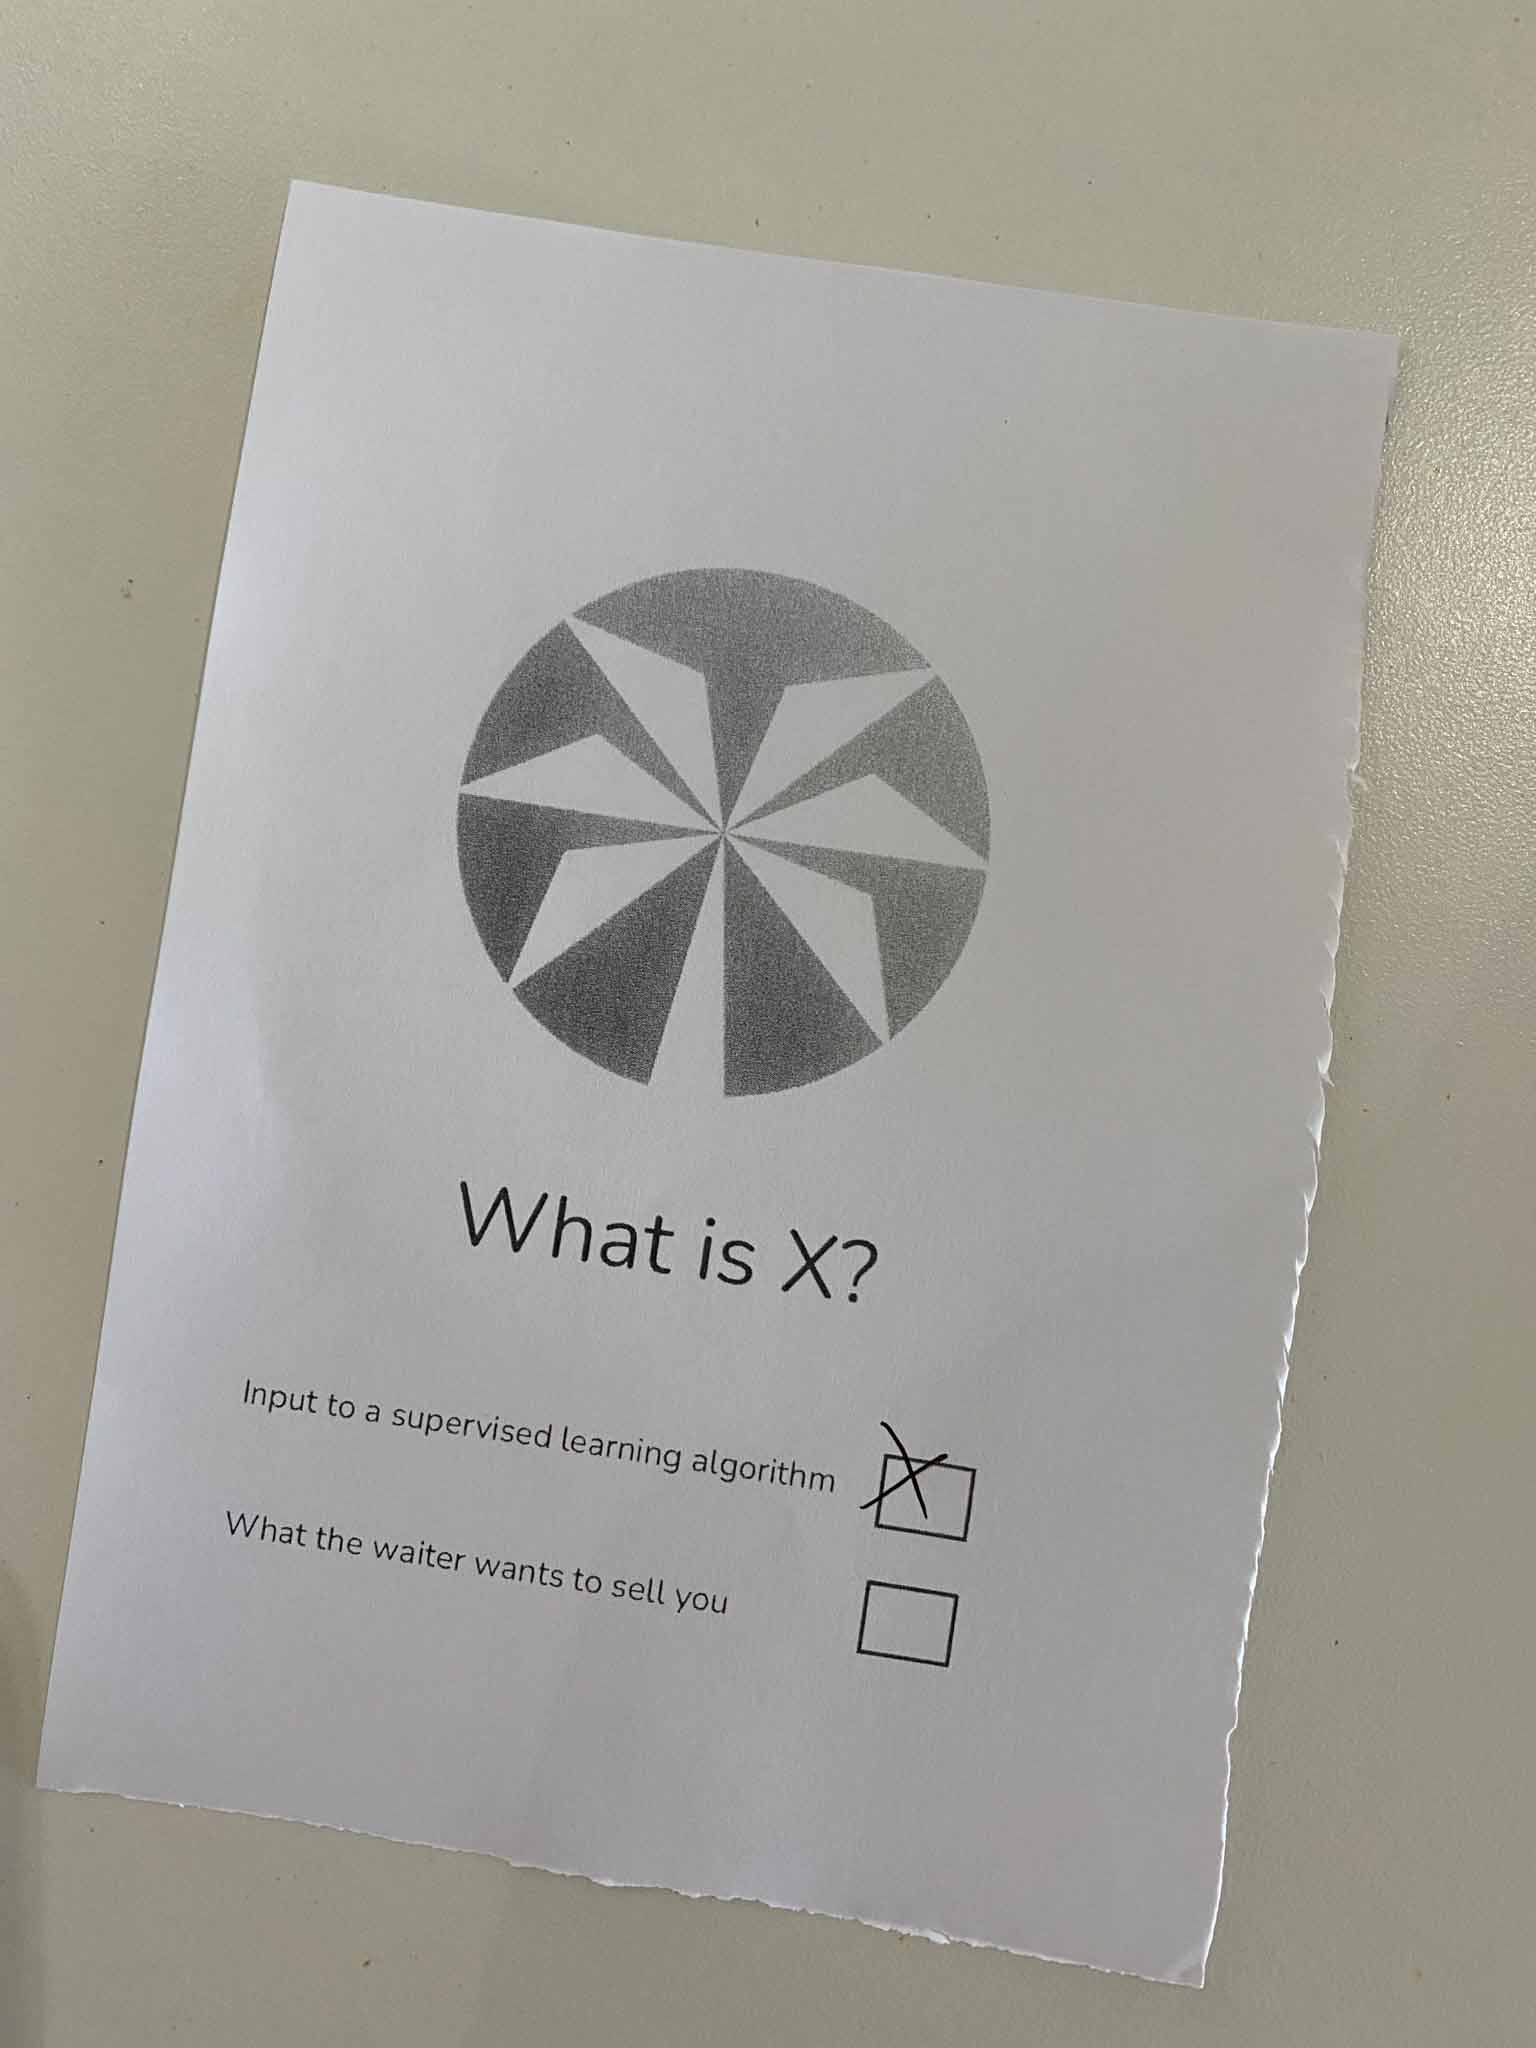 What is X?
Input to a supervised learning algorithm
What the waiter wants to sell you